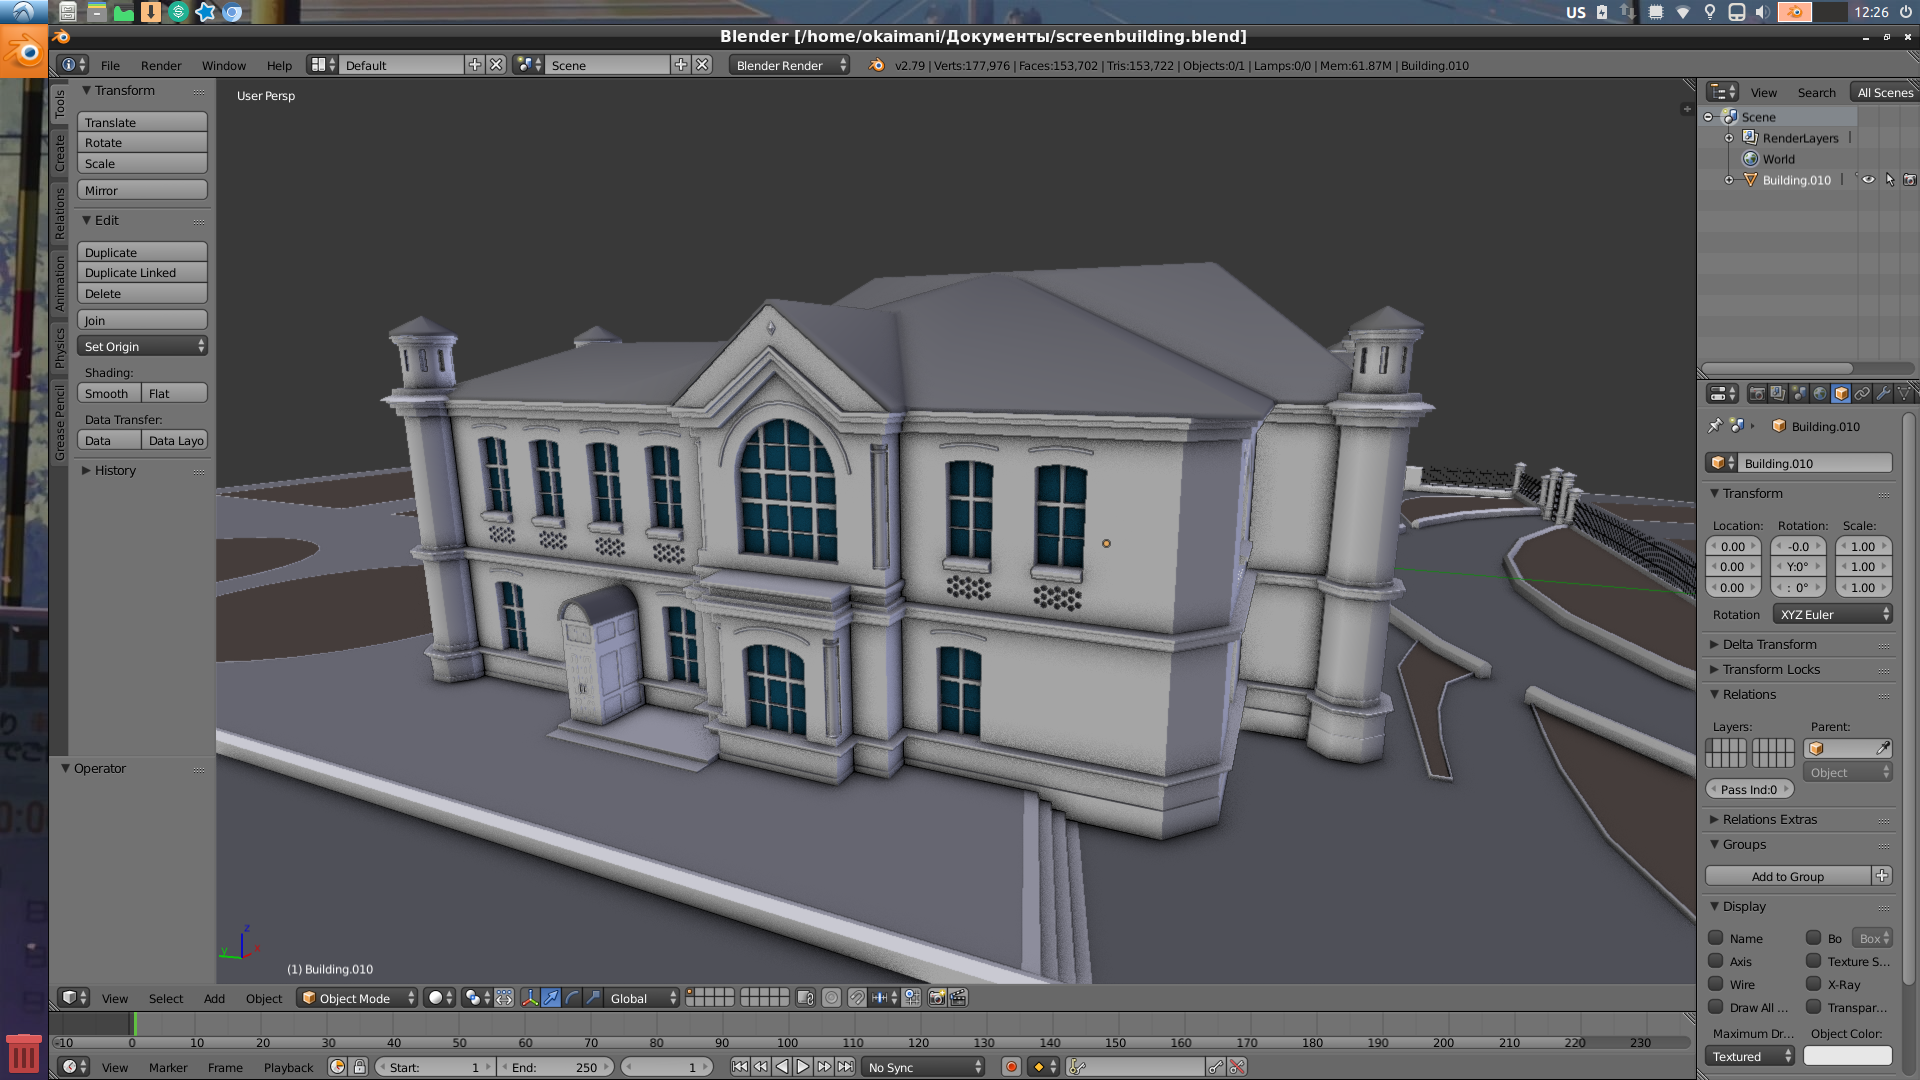 US 12:26
Blender [/home/okaimani/Документы/screenbuilding.blend]
File Render Window Help Default Scene Blender Render v2.79 | Verts:177,976 | Faces:153,702 | Tris:153,722 | Objects:0/1 | Lamps:0/0 | Mem:61.87M | Building.010
Tools
Create
Relations
Animation
Physics
Grease Pencil
Transform
Translate
Rotate
Scale
Mirror
Edit
Duplicate
Duplicate Linked
Delete
Join
Set Origin
Shading:
Smooth Flat
Data Transfer:
Data Data Layo
History
Operator
User Persp
(1) Building.010
z
y
x
View Search All Scenes
Scene
RenderLayers
World
Building.010
Building.010
Building.010
Transform
Location: Rotation: Scale:
0.00 -0.0 1.00
0.00 Y:0° 1.00
0.00 : 0° 1.00
Rotation XYZ Euler
Delta Transform
Transform Locks
Relations
Layers: Parent:
Object
Pass Ind:0
Relations Extras
Groups
Add to Group
Display
Name Bo Box
Axis Texture S...
Wire X-Ray
Draw All ... Transpar...
Maximum Dr... Object Color:
Textured
View Select Add Object Object Mode Global
-10 0 10 20 30 40 50 60 70 80 90 100 110 120 130 140 150 160 170 180 190 200 210 220 230
View Marker Frame Playback Start: 1 End: 250 1 No Sync